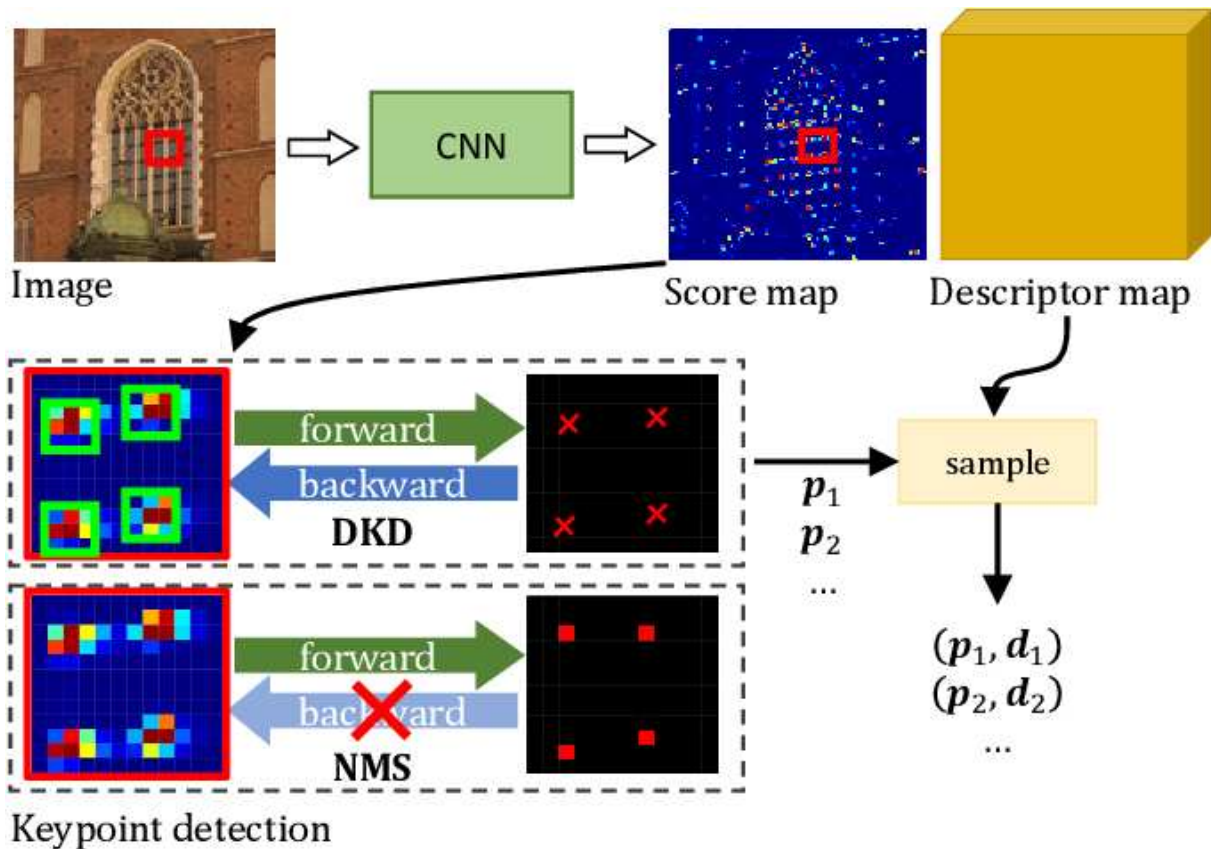 CNN
Image
Score map
Descriptor map
forward
backward
DKD
sample
p₁
p₂
...
forward
backward
NMS
(p₁, d₁)
(p₂, d₂)
...
Keypoint detection